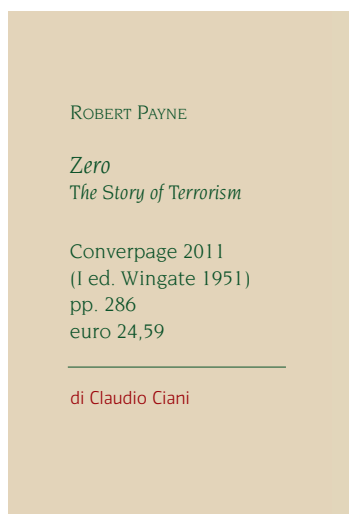 ROBERT PAYNE
Zero
The Story of Terrorism
Converpage 2011
(I ed. Wingate 1951)
pp. 286
euro 24,59
di Claudio Ciani